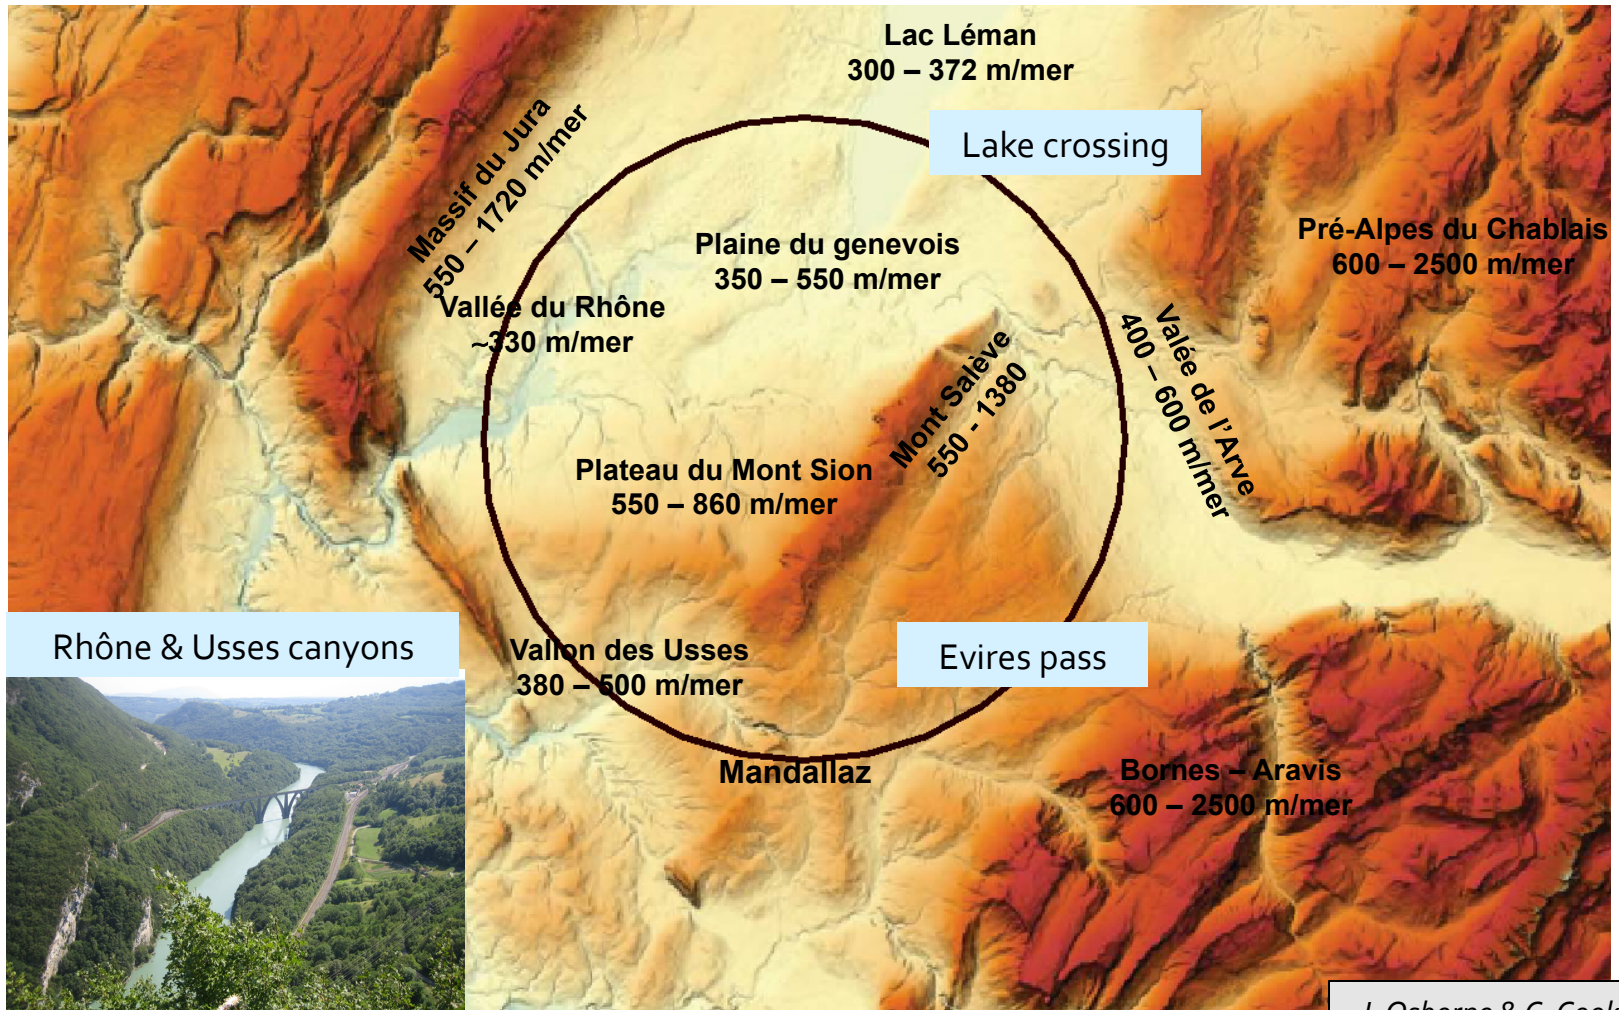 Lac Léman
300 – 372 m/mer
Lake crossing
Massif du Jura
550 – 1720 m/mer
Plaine du genevois
350 – 550 m/mer
Pré-Alpes du Chablais
600 – 2500 m/mer
Vallée du Rhône
~330 m/mer
Valée de l'Arve
400 – 600 m/mer
Mont Salève
550 - 1380
Plateau du Mont Sion
550 – 860 m/mer
Rhône & Usses canyons
Vallon des Usses
380 – 500 m/mer
Evires pass
Mandallaz
Bornes – Aravis
600 – 2500 m/mer